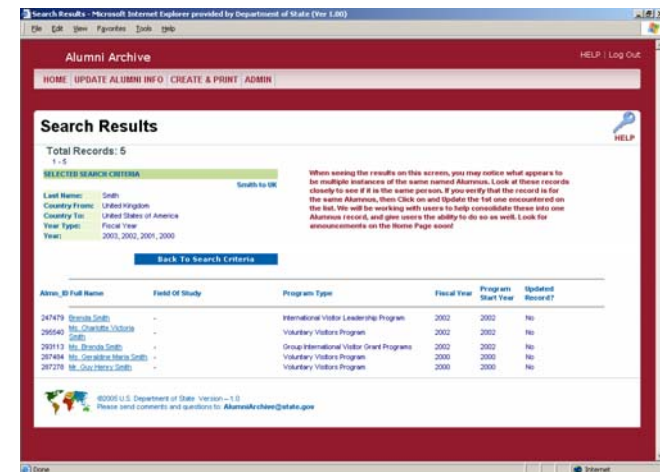 Search Results - Microsoft Internet Explorer provided by Department of State (Ver 1.00)
File Edit View Favorites Tools Help
Alumni Archive
HELP | Log Out
HOME UPDATE ALUMNI INFO CREATE & PRINT ADMIN
Search Results
HELP
Total Records: 5
1 - 5
SELECTED SEARCH CRITERIA
Smith to UK
Last Name: Smith
Country From: United Kingdom
Country To: United States of America
Year Type: Fiscal Year
Year: 2003, 2002, 2001, 2000
When seeing the results on this screen, you may notice what appears to
be multiple instances of the same named Alumnus. Look at these records
closely to see if it is the same person. If you verify that the record is for
the same Alumnus, then Click on and Update the 1st one encountered on
the list. We will be working with users to help consolidate these into one
Alumnus record, and give users the ability to do so as well. Look for
announcements on the Home Page soon!
Back To Search Criteria
Almn_ID Full Name Field Of Study Program Type Fiscal Year Program Start Year Updated Record?
247479 Brenda Smith - International Visitor Leadership Program 2002 2002 No
295540 Ms. Charlotte Victoria Smith - Voluntary Visitors Program 2002 2002 No
293113 Ms. Brenda Smith - Group International Visitor Grant Programs 2002 2002 No
287484 Ms. Geraldine Maria Smith - Voluntary Visitors Program 2000 2000 No
287278 Mr. Guy Henry Smith - Voluntary Visitors Program 2000 2000 No
©2005 U.S. Department of State Version – 1.0
Please send comments and questions to: AlumniArchive@state.gov
Done
Internet